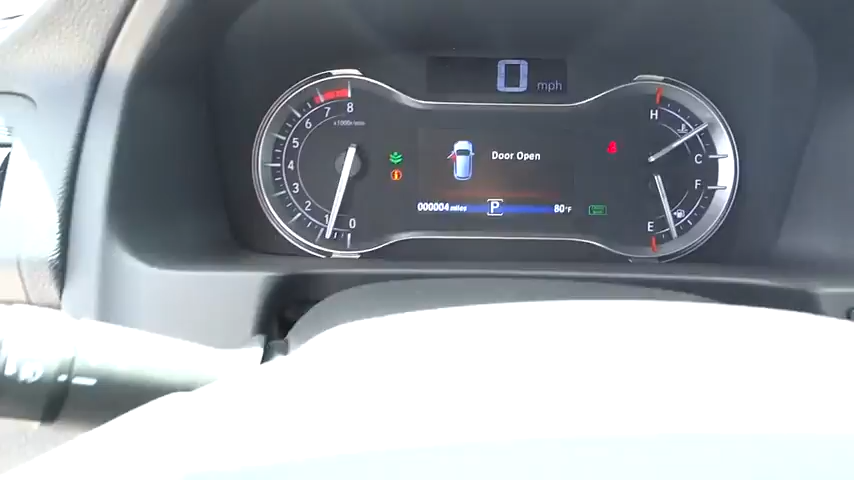 0 mph
8
7
6
5
4
3
2
1
0
x1000r/min
Door Open
000004 miles P 80°F
H
C
F
E